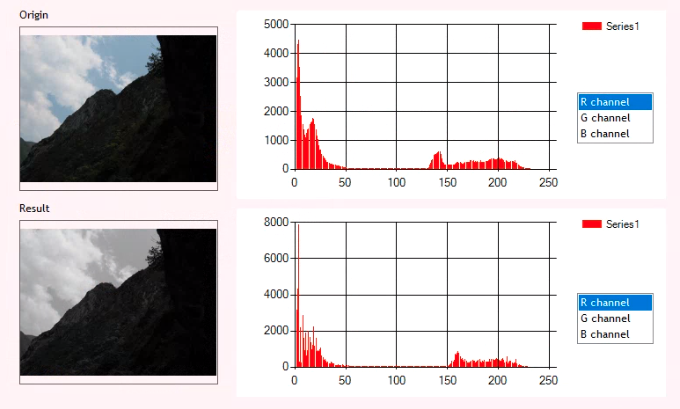 Origin
5000
4000
3000
2000
1000
0
0 50 100 150 200 250
Series1
R channel
G channel
B channel
Result
8000
6000
4000
2000
0
0 50 100 150 200 250
Series1
R channel
G channel
B channel